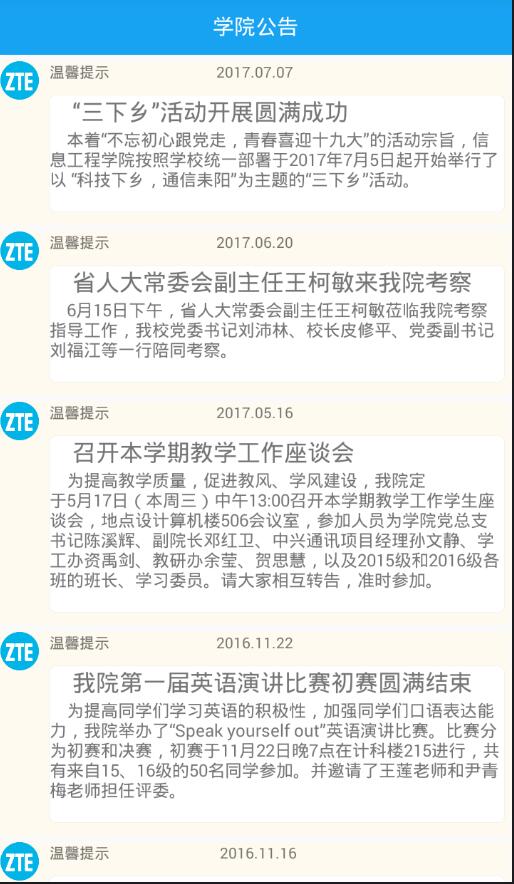 学院公告
ZTE 温馨提示 2017.07.07
“三下乡”活动开展圆满成功
本着“不忘初心跟党走，青春喜迎十九大”的活动宗旨，信
息工程学院按照学校统一部署于2017年7月5日起开始举行了
以 “科技下乡，通信耒阳”为主题的“三下乡”活动。
ZTE 温馨提示 2017.06.20
省人大常委会副主任王柯敏来我院考察
6月15日下午，省人大常委会副主任王柯敏莅临我院考察
指导工作，我校党委书记刘沛林、校长皮修平、党委副书记
刘福江等一行陪同考察。
ZTE 温馨提示 2017.05.16
召开本学期教学工作座谈会
为提高教学质量，促进教风、学风建设，我院定
于5月17日（本周三）中午13:00召开本学期教学工作学生座
谈会，地点设计算机楼506会议室，参加人员为学院党总支
书记陈溪辉、副院长邓红卫、中兴通讯项目经理孙文静、学
工办资禹剑、教研办余莹、贺思慧，以及2015级和2016级各
班的班长、学习委员。请大家相互转告，准时参加。
ZTE 温馨提示 2016.11.22
我院第一届英语演讲比赛初赛圆满结束
为提高同学们学习英语的积极性，加强同学们口语表达能
力，我院举办了“Speak yourself out”英语演讲比赛。比赛分
为初赛和决赛，初赛于11月22日晚7点在计科楼215进行，共
有来自15、16级的50名同学参加。并邀请了王莲老师和尹青
梅老师担任评委。
ZTE 温馨提示 2016.11.16